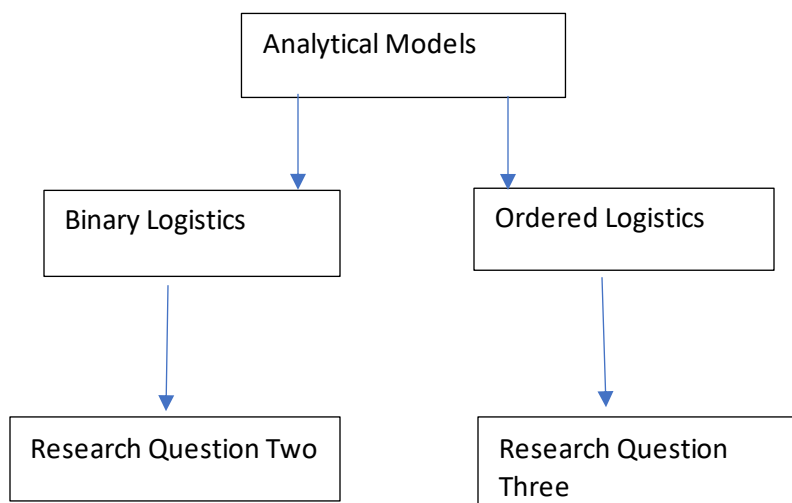 Analytical Models
Binary Logistics
Ordered Logistics
Research Question Two
Research Question
Three